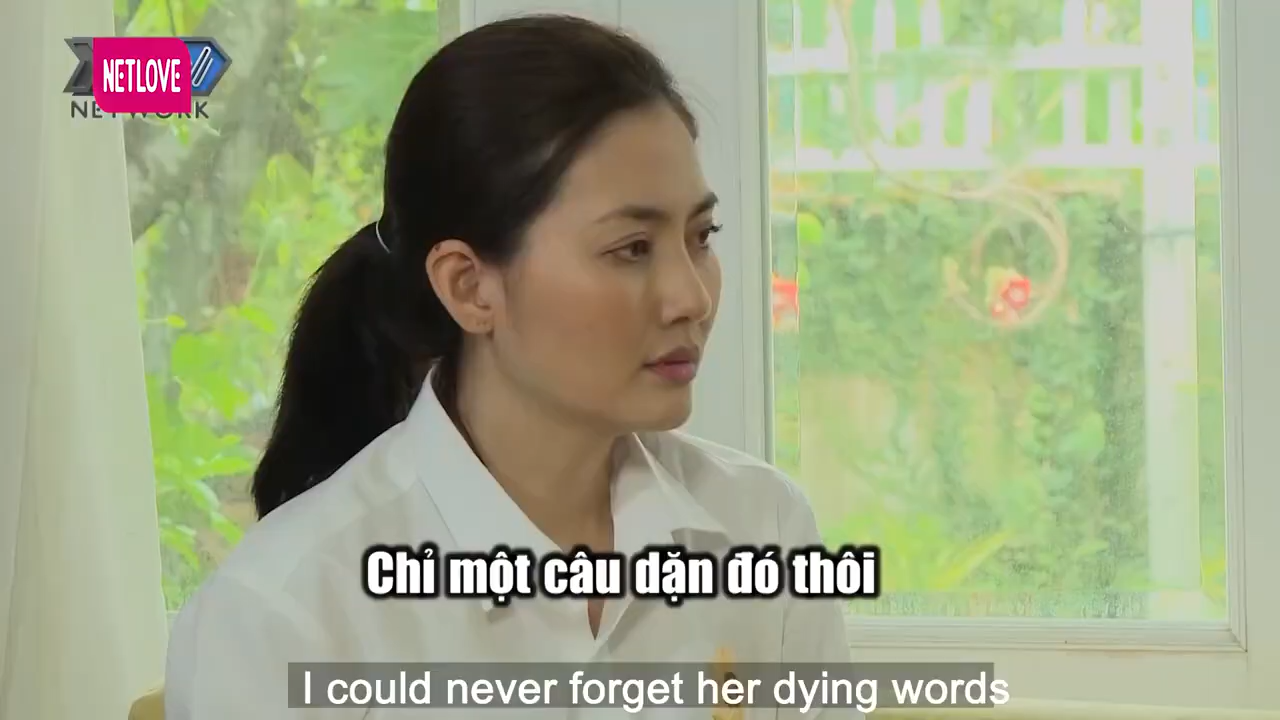 NETLOVE
NETWORK
Chỉ một câu dặn đó thôi
I could never forget her dying words